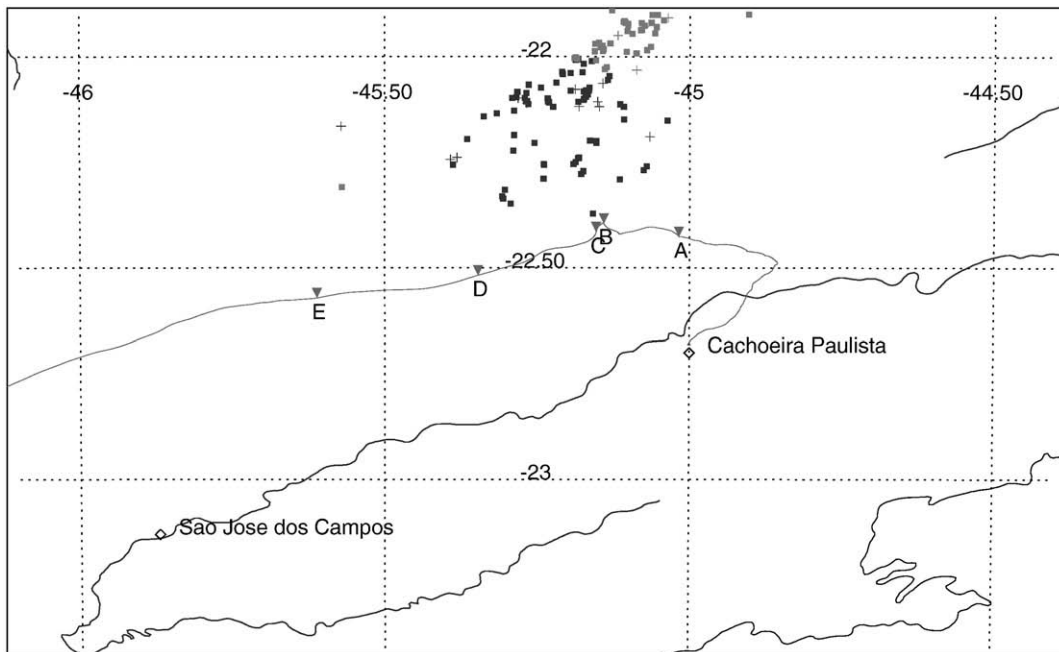 -22
-46
-45.50
-45
-44.50
B
C
A
-22.50
D
E
Cachoeira Paulista
-23
Sao Jose dos Campos